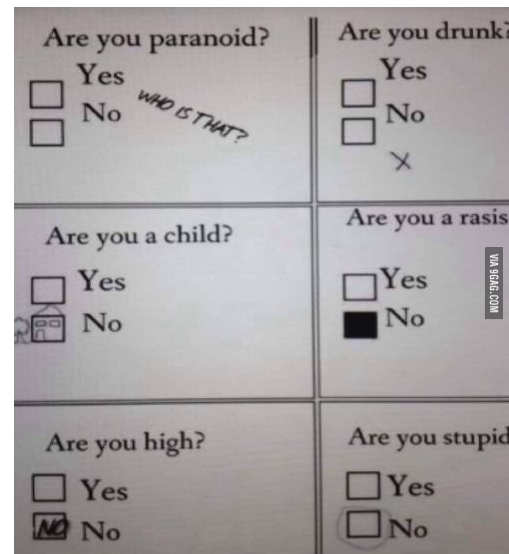 Are you paranoid?
Yes
No
WHO IS THAT?
Are you drunk?
Yes
No
X
Are you a child?
Yes
No
Are you a rasis
Yes
No
VIA 9GAG.COM
Are you high?
Yes
NO No
Are you stupid
Yes
No